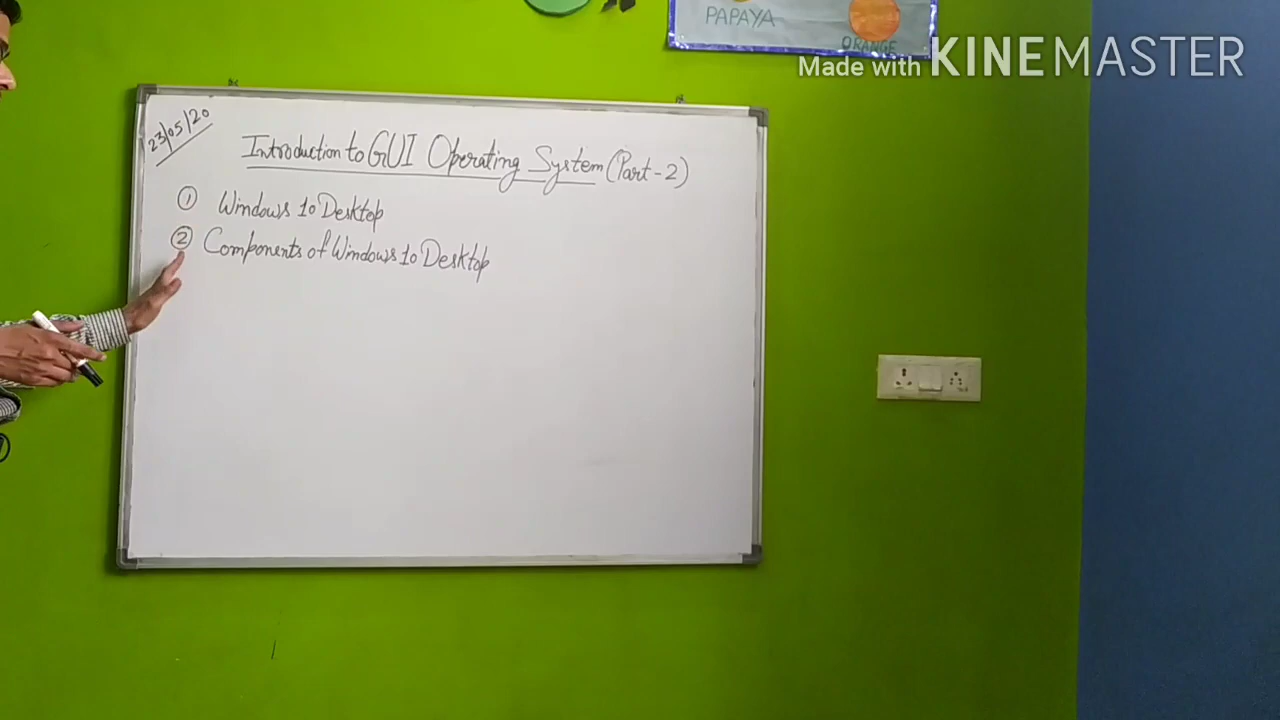 PAPAYA
ORANGE
Made with KINEMASTER
23/05/20
Introduction to GUI Operating System (Part-2)
① Windows 10 Desktop
② Components of Windows 10 Desktop